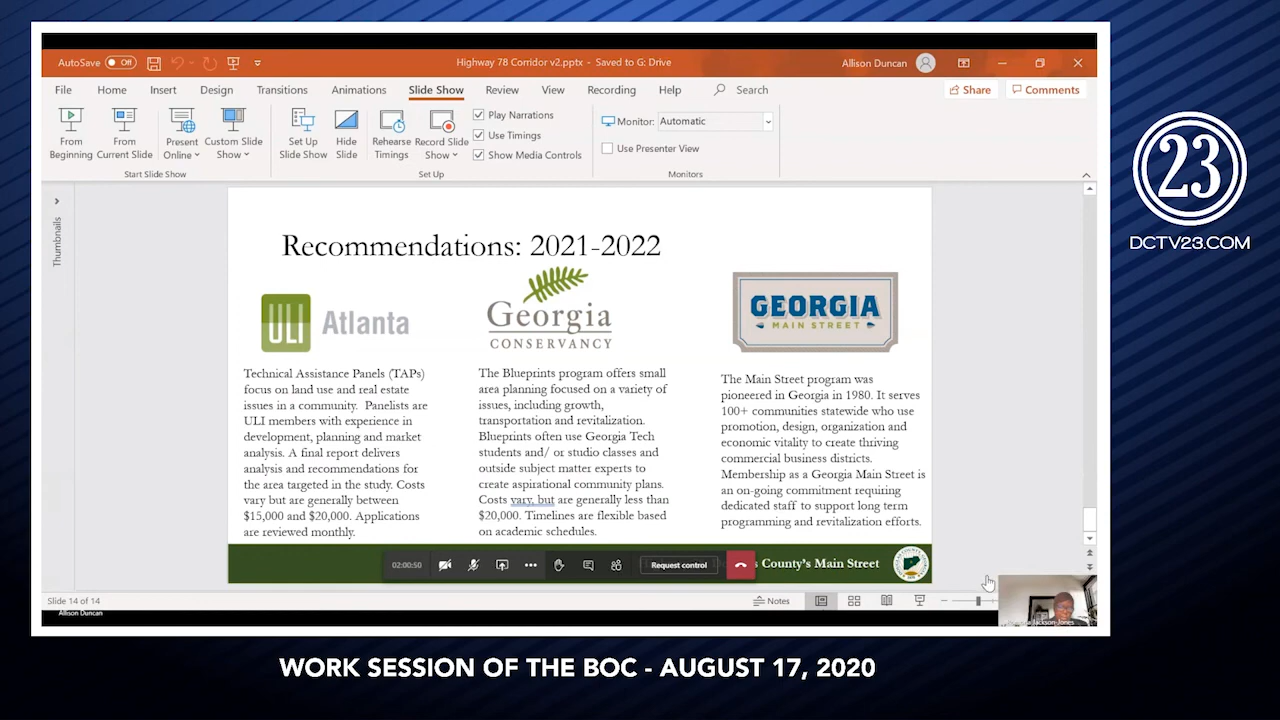 AutoSave Off
Highway 78 Corridor v2.pptx - Saved to G: Drive
Allison Duncan
File Home Insert Design Transitions Animations Slide Show Review View Recording Help Search
Share Comments
From Beginning
From Current Slide
Present Online
Custom Slide Show
Start Slide Show
Set Up Slide Show
Hide Slide
Rehearse Timings
Record Slide Show
Play Narrations
Use Timings
Show Media Controls
Set Up
Monitor: Automatic
Use Presenter View
Monitors
Thumbnails
Recommendations: 2021-2022
ULI Atlanta
Technical Assistance Panels (TAPs)
focus on land use and real estate
issues in a community. Panelists are
ULI members with experience in
development, planning and market
analysis. A final report delivers
analysis and recommendations for
the area targeted in the study. Costs
vary but are generally between
$15,000 and $20,000. Applications
are reviewed monthly.
Georgia
CONSERVANCY
The Blueprints program offers small
area planning focused on a variety of
issues, including growth,
transportation and revitalization.
Blueprints often use Georgia Tech
students and/ or studio classes and
outside subject matter experts to
create aspirational community plans.
Costs vary, but are generally less than
$20,000. Timelines are flexible based
on academic schedules.
GEORGIA
MAIN STREET
The Main Street program was
pioneered in Georgia in 1980. It serves
100+ communities statewide who use
promotion, design, organization and
economic vitality to create thriving
commercial business districts.
Membership as a Georgia Main Street is
an on-going commitment requiring
dedicated staff to support long term
programming and revitalization efforts.
02:00:50
Request control
s County's Main Street
Slide 14 of 14
Notes
Allison Duncan
Jackson-Jones
23
DCTV23.COM
WORK SESSION OF THE BOC - AUGUST 17, 2020